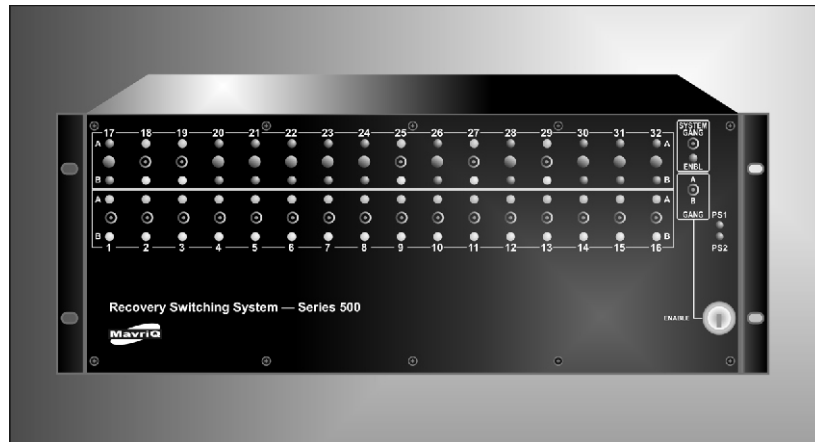 17 18 19 20 21 22 23 24 25 26 27 28 29 30 31 32
SYSTEM
GANG
A A
ENBL
B B
A
B
GANG
A A
B B
1 2 3 4 5 6 7 8 9 10 11 12 13 14 15 16
PS1
PS2
Recovery Switching System — Series 500
ENABLE
MavriQ